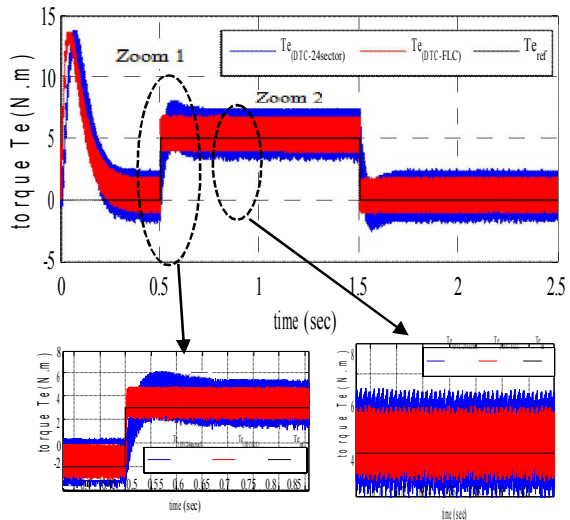 Te(DTC-24sector) Te(DTC-FLC) Teref
Zoom 1
Zoom 2
torque Te(N.m)
15
10
5
0
-5
0 0.5 1 1.5 2 2.5
time (sec)
torque Te(N.m)
8
6
4
2
0
-2
0.5 0.55 0.6 0.65 0.7 0.75 0.8 0.85
time (sec)
torque Te(N.m)
8
6
4
time (sec)